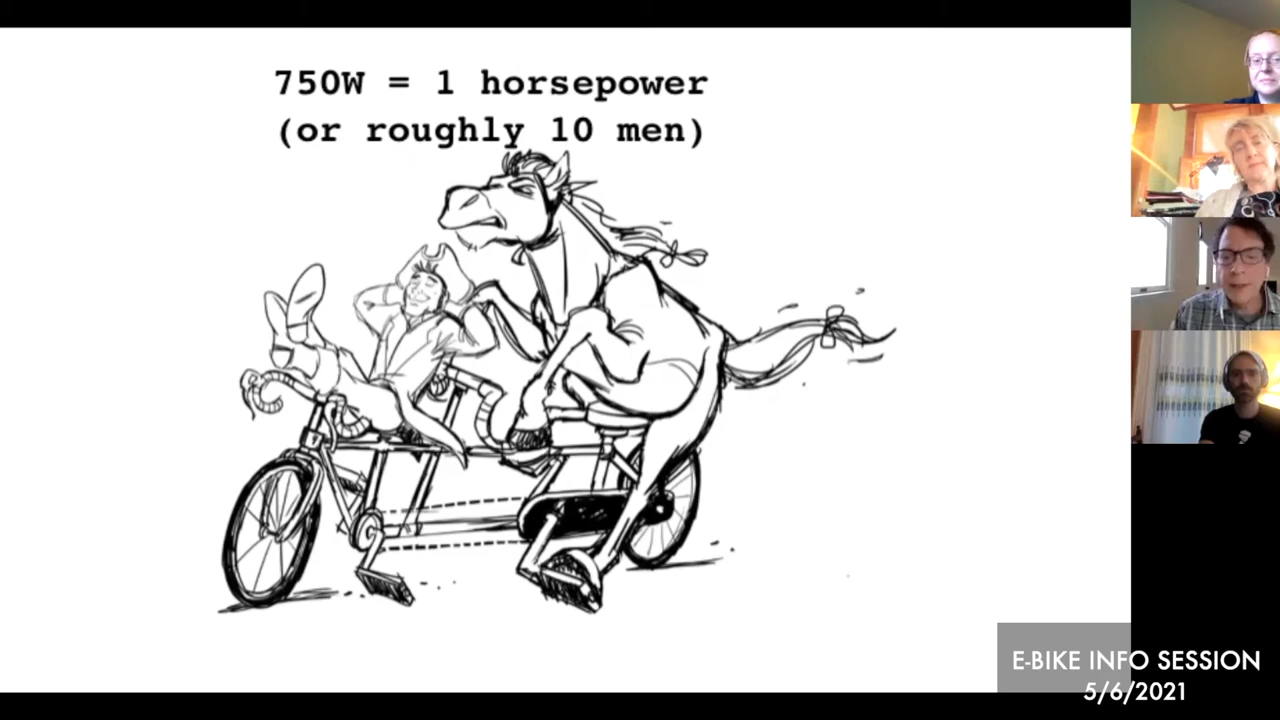 750W = 1 horsepower
(or roughly 10 men)
E-BIKE INFO SESSION
5/6/2021